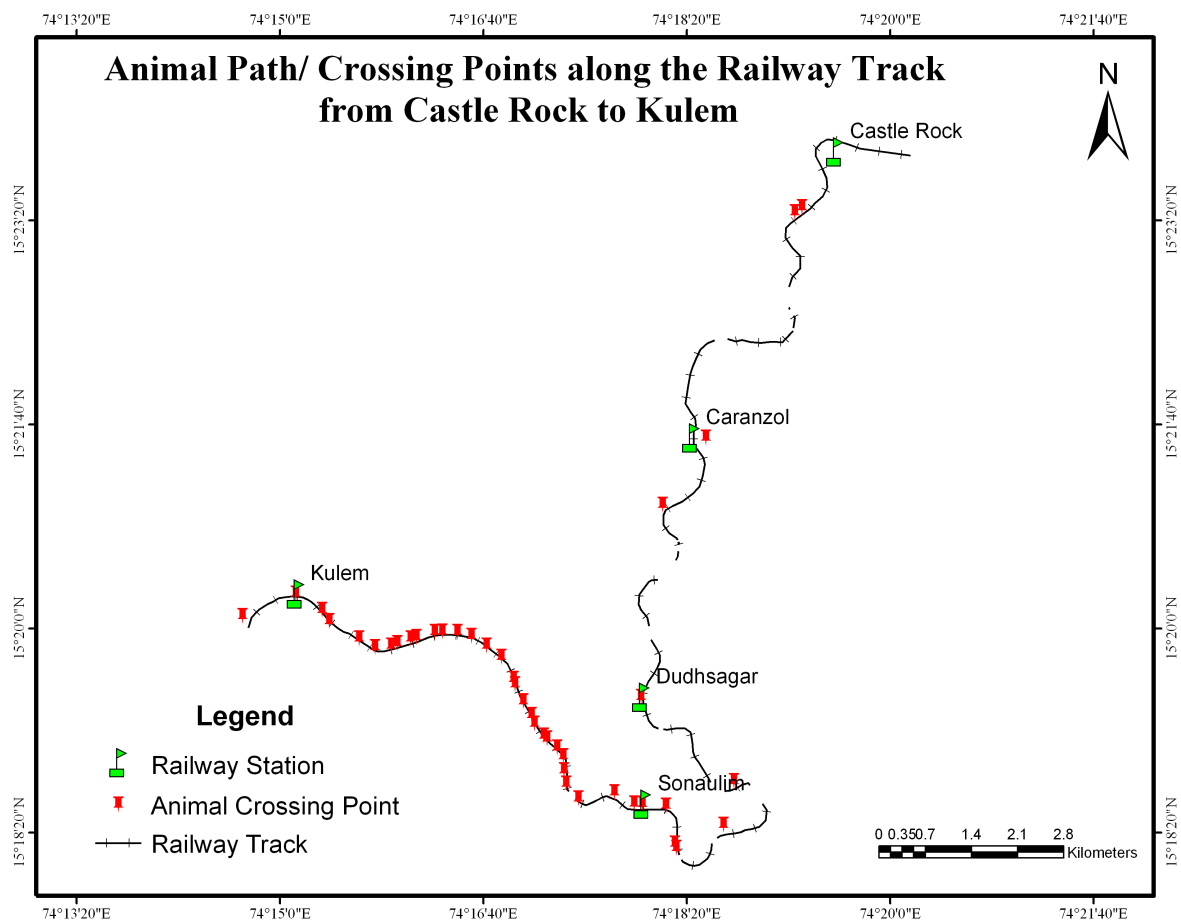 74°13'20"E 74°15'0"E 74°16'40"E 74°18'20"E 74°20'0"E 74°21'40"E
Animal Path/ Crossing Points along the Railway Track
from Castle Rock to Kulem
N
Castle Rock
15°23'20"N 15°23'20"N
Caranzol
15°21'40"N 15°21'40"N
Kulem
15°20'0"N 15°20'0"N
Dudhsagar
Legend
Railway Station
Sonaulim
Animal Crossing Point
Railway Track
15°18'20"N 15°18'20"N
0 0.35 0.7 1.4 2.1 2.8
Kilometers
74°13'20"E 74°15'0"E 74°16'40"E 74°18'20"E 74°20'0"E 74°21'40"E